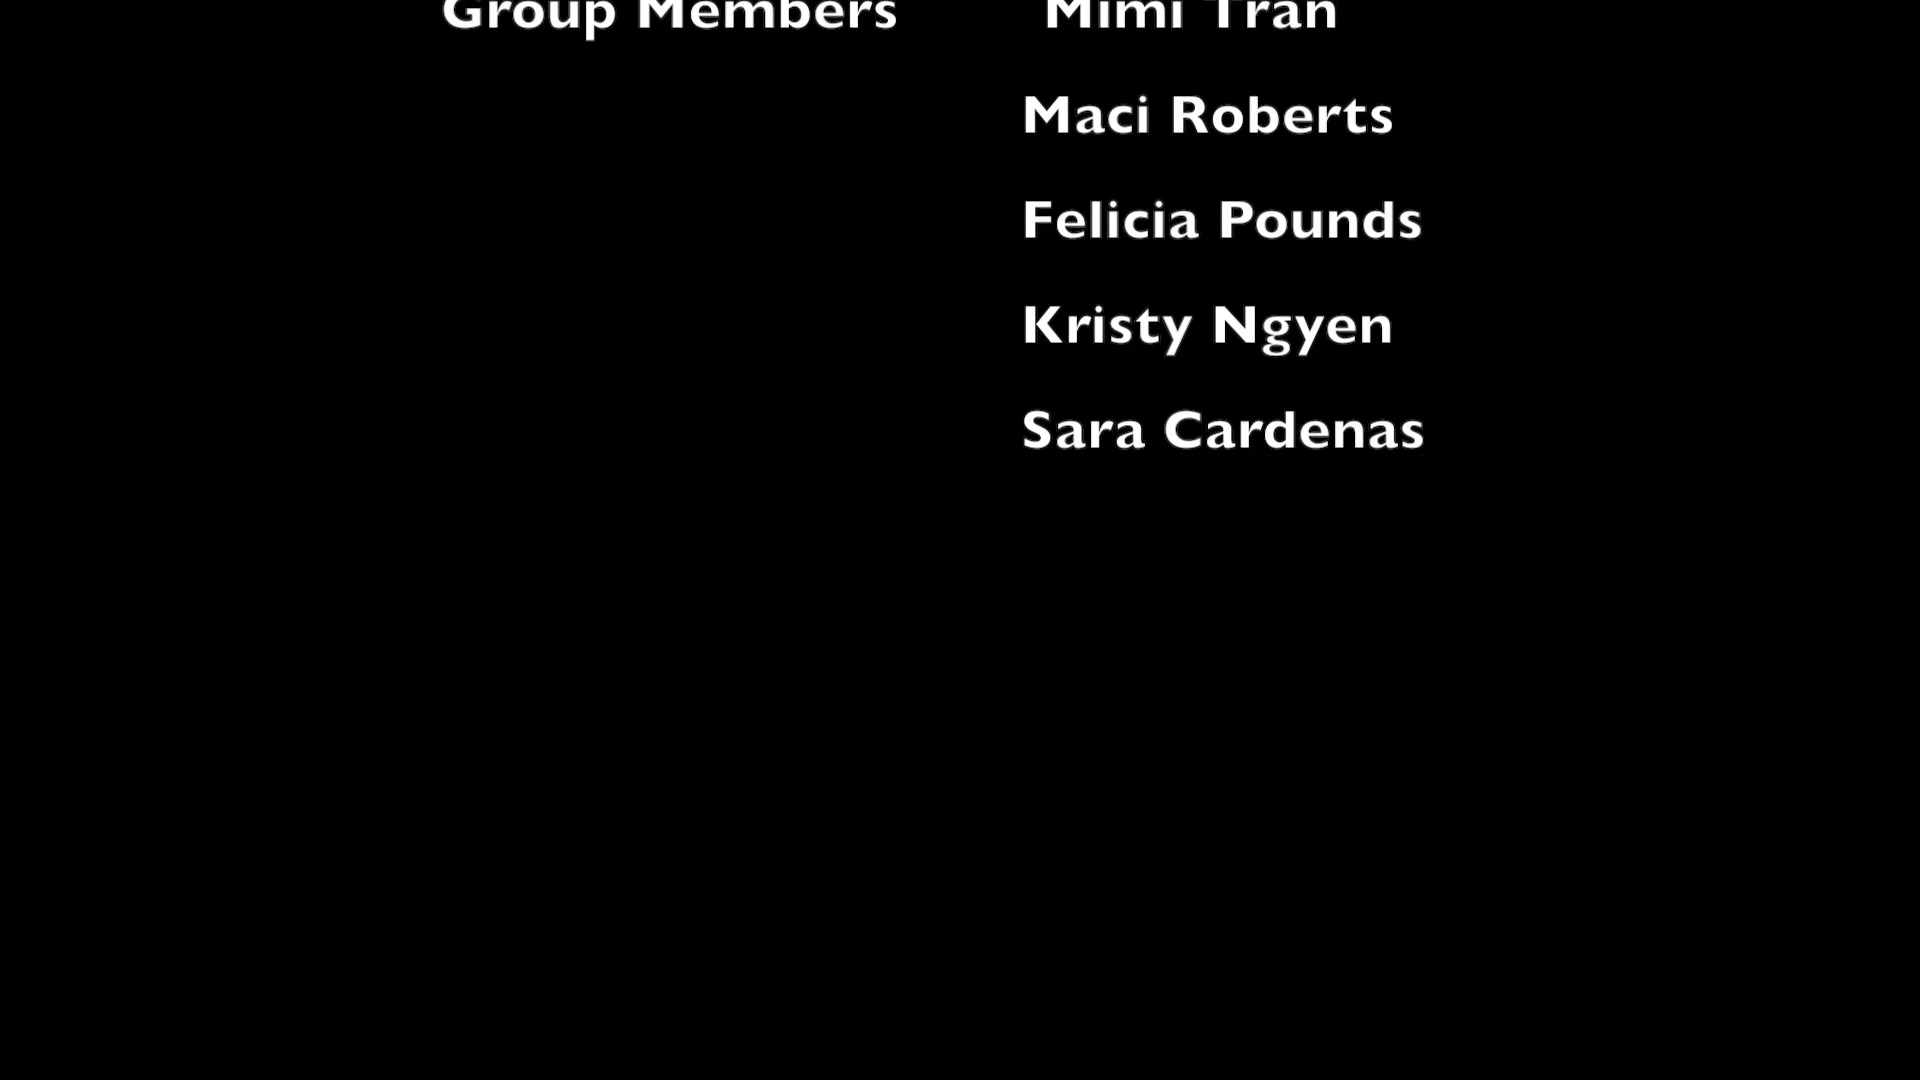 Group Members Mimi Tran
Maci Roberts
Felicia Pounds
Kristy Ngyen
Sara Cardenas